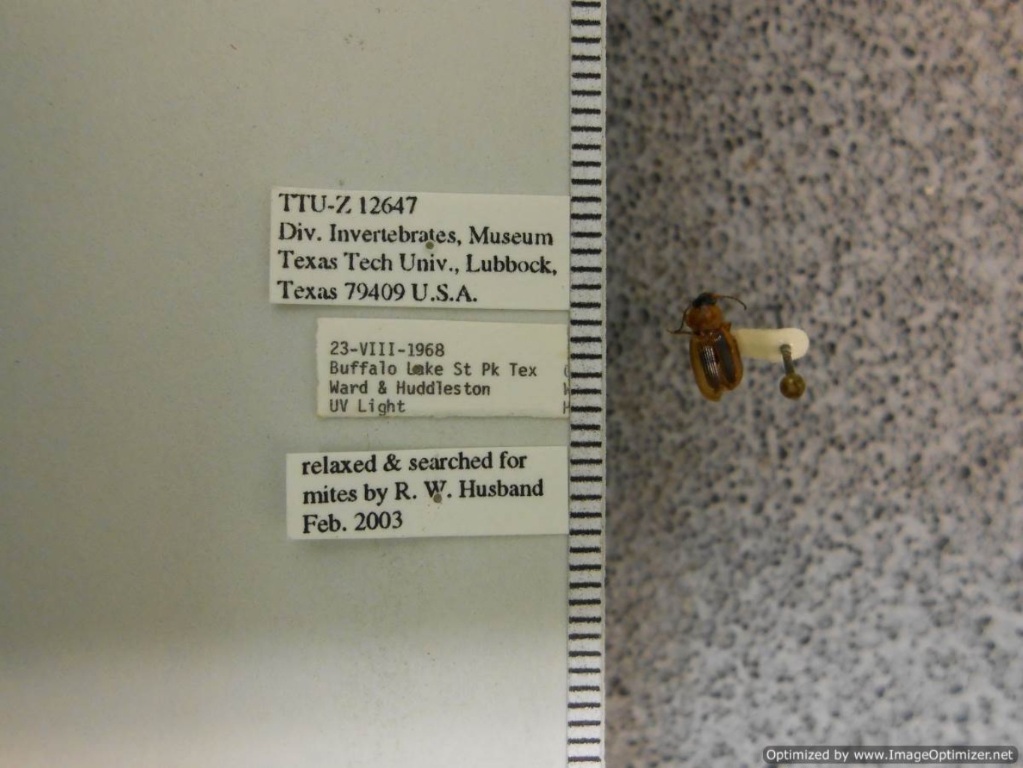 TTU-Z 12647
Div. Invertebrates, Museum
Texas Tech Univ., Lubbock,
Texas 79409 U.S.A.
23-VIII-1968
Buffalo Lake St Pk Tex
Ward & Huddleston
UV Light
relaxed & searched for
mites by R. W. Husband
Feb. 2003
Optimized by www.ImageOptimizer.net